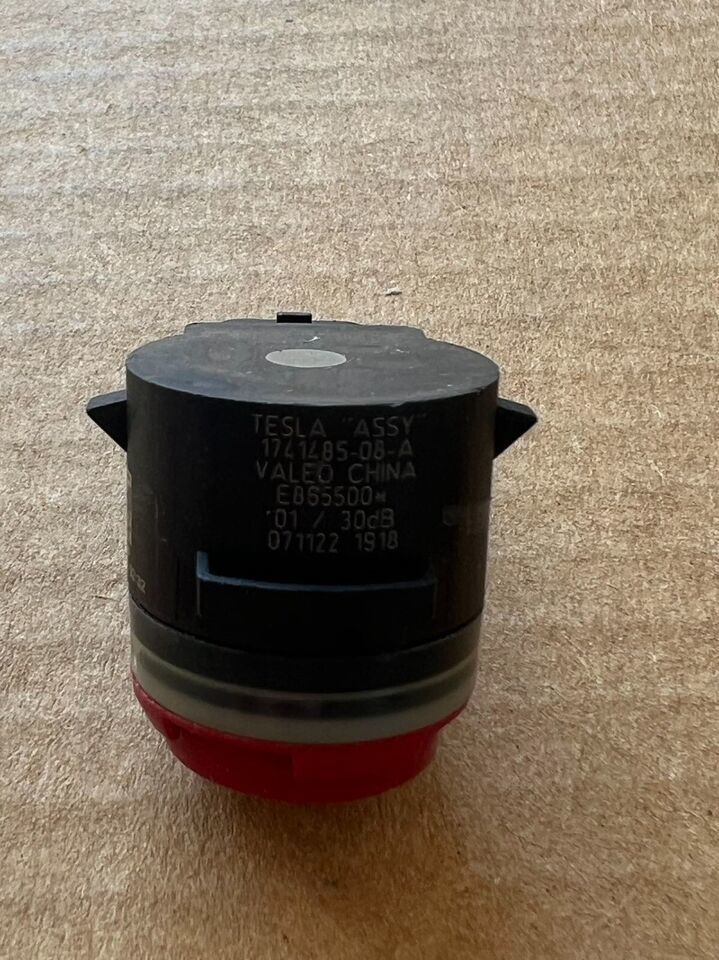 TESLA "ASSY"
1741485-08-A
VALEO CHINA
E865500
01 / 30dB
071122 1918